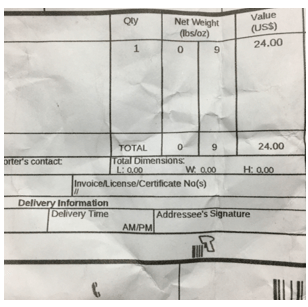 Qty Net Weight (lbs/oz) Value (US$)
1 0 9 24.00
TOTAL 0 9 24.00
orter's contact: Total Dimensions:
L: 0.00 W: 0.00 H: 0.00
Invoice/License/Certificate No(s)
//
Delivery Information
Delivery Time Addressee's Signature
AM/PM